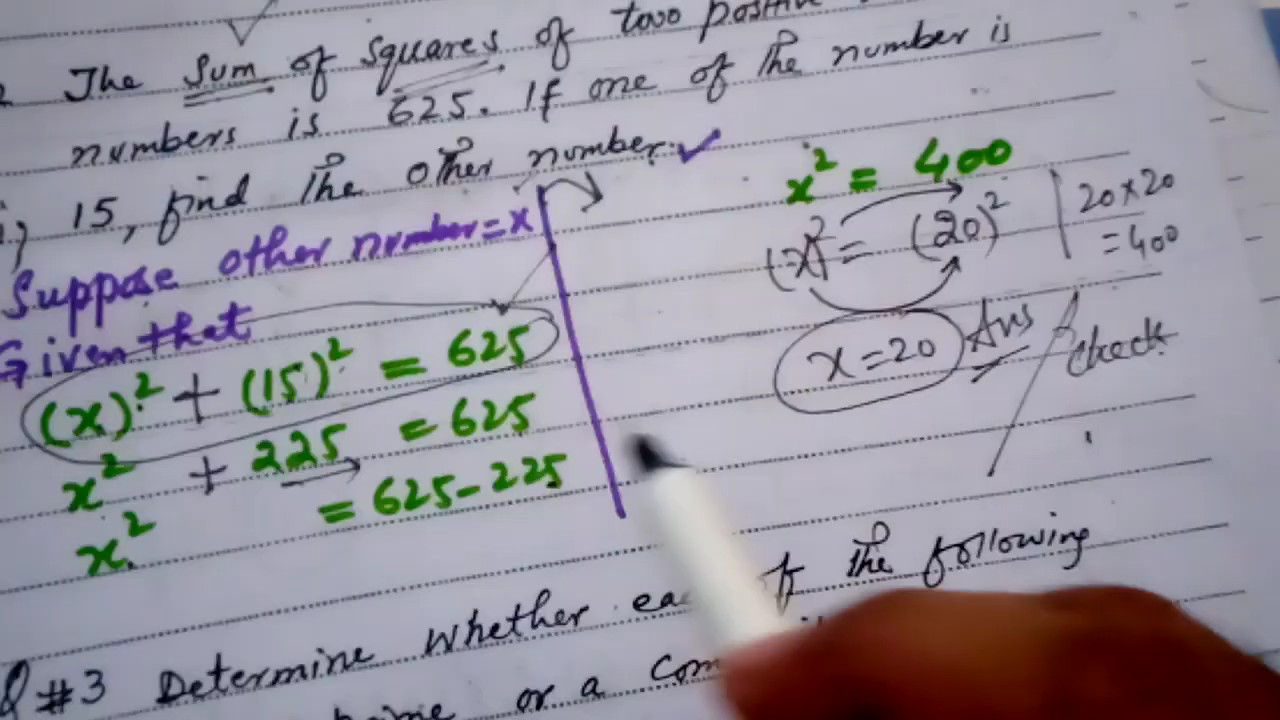 The Sum of Squares of two
numbers is 625. If one of the number is
15, find the other number. ✓
Suppose other number = x
Given that
(x)² + (15)² = 625
x² + 225 = 625
x² = 625-225
x² = 400
(x)² = (20)²
20×20
=400
x=20 Ans
check
Q #3 Determine whether of the following
or a